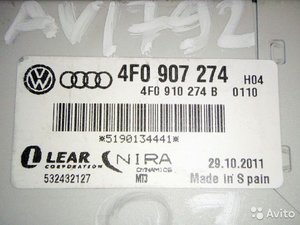 AV1792
4F0 907 274 H04
4F0 910 274 B 0110
*5190134441*
LEAR NIRA 29.10.2011
CORPORATION DYNAMICS
532432127 MT3 Made in Spain
Avito